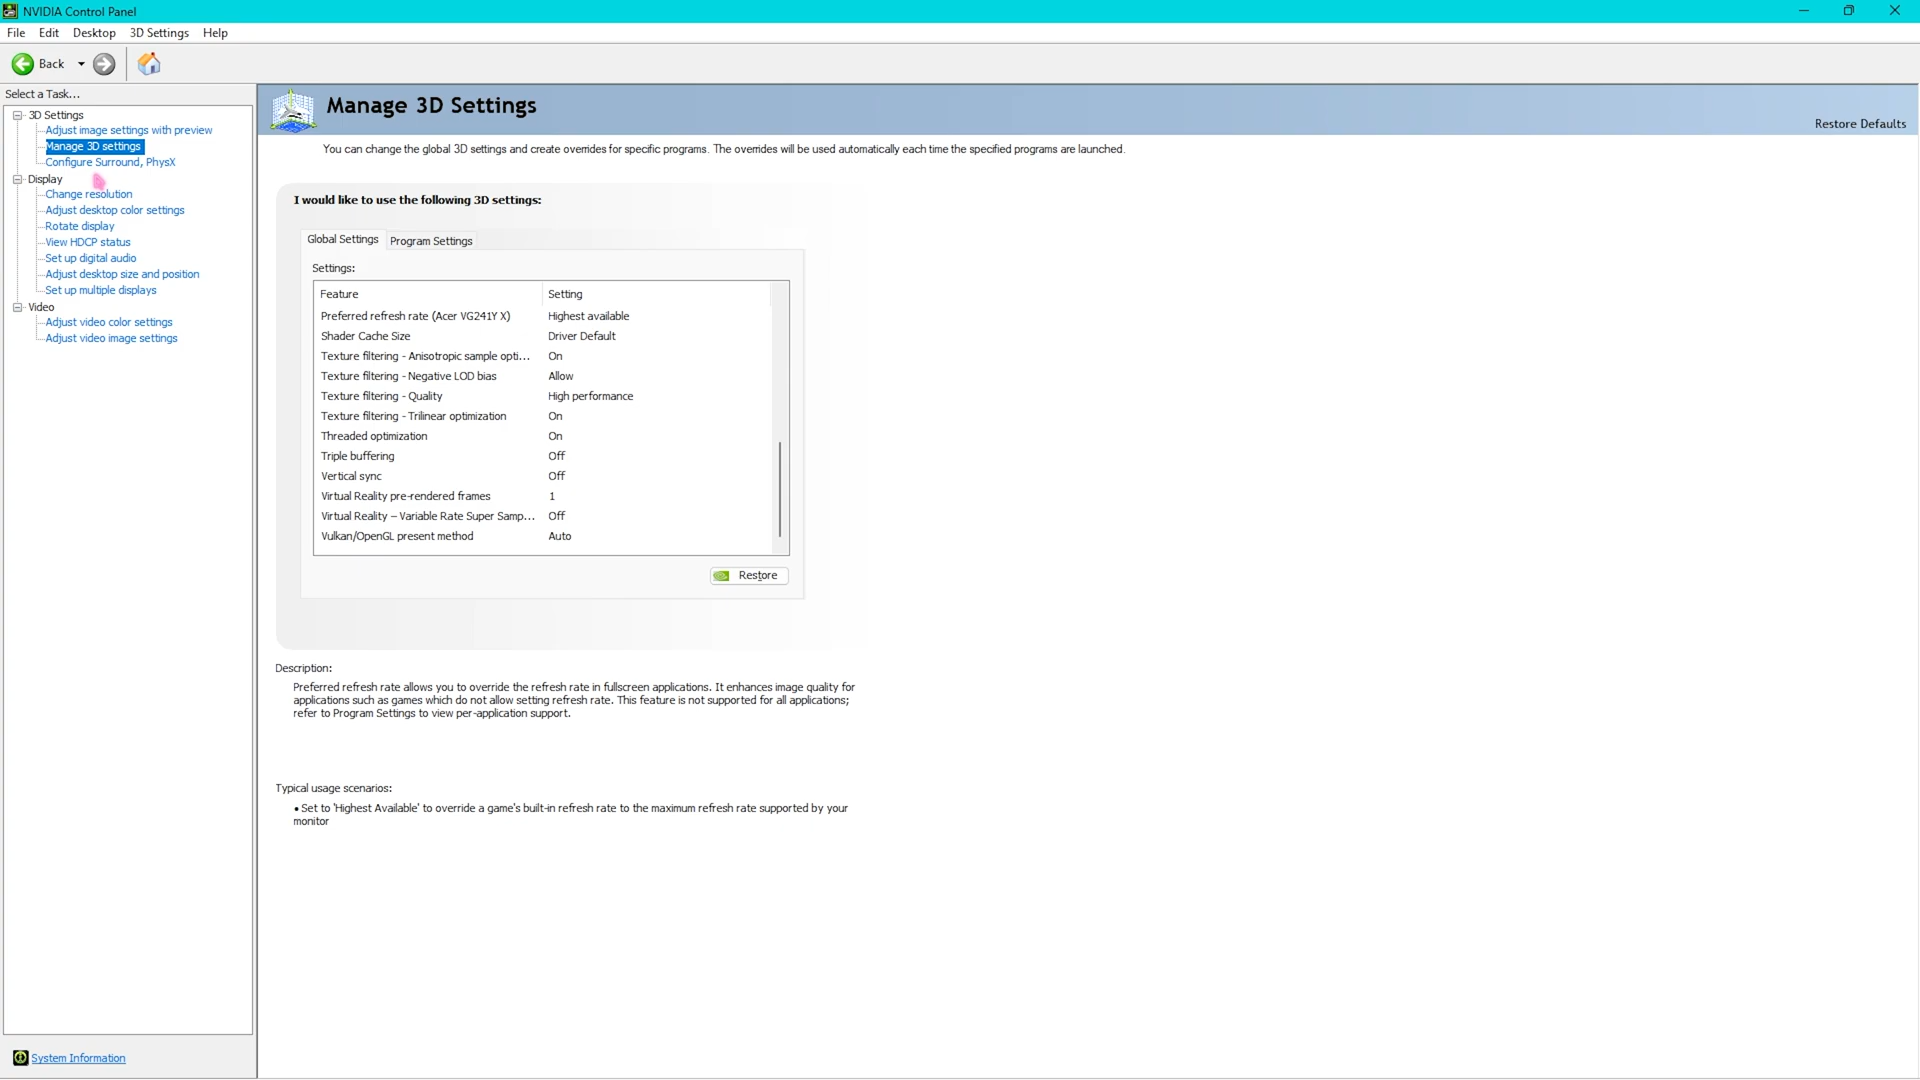 NVIDIA Control Panel
File Edit Desktop 3D Settings Help
Back
Select a Task...
3D Settings
Adjust image settings with preview
Manage 3D settings
Configure Surround, PhysX
Display
Change resolution
Adjust desktop color settings
Rotate display
View HDCP status
Set up digital audio
Adjust desktop size and position
Set up multiple displays
Video
Adjust video color settings
Adjust video image settings
System Information
Manage 3D Settings
Restore Defaults
You can change the global 3D settings and create overrides for specific programs. The overrides will be used automatically each time the specified programs are launched.
I would like to use the following 3D settings:
Global Settings Program Settings
Settings:
Feature Setting
Preferred refresh rate (Acer VG241Y X) Highest available
Shader Cache Size Driver Default
Texture filtering - Anisotropic sample opti... On
Texture filtering - Negative LOD bias Allow
Texture filtering - Quality High performance
Texture filtering - Trilinear optimization On
Threaded optimization On
Triple buffering Off
Vertical sync Off
Virtual Reality pre-rendered frames 1
Virtual Reality – Variable Rate Super Samp... Off
Vulkan/OpenGL present method Auto
Restore
Description:
Preferred refresh rate allows you to override the refresh rate in fullscreen applications. It enhances image quality for
applications such as games which do not allow setting refresh rate. This feature is not supported for all applications;
refer to Program Settings to view per-application support.
Typical usage scenarios:
• Set to 'Highest Available' to override a game's built-in refresh rate to the maximum refresh rate supported by your
monitor